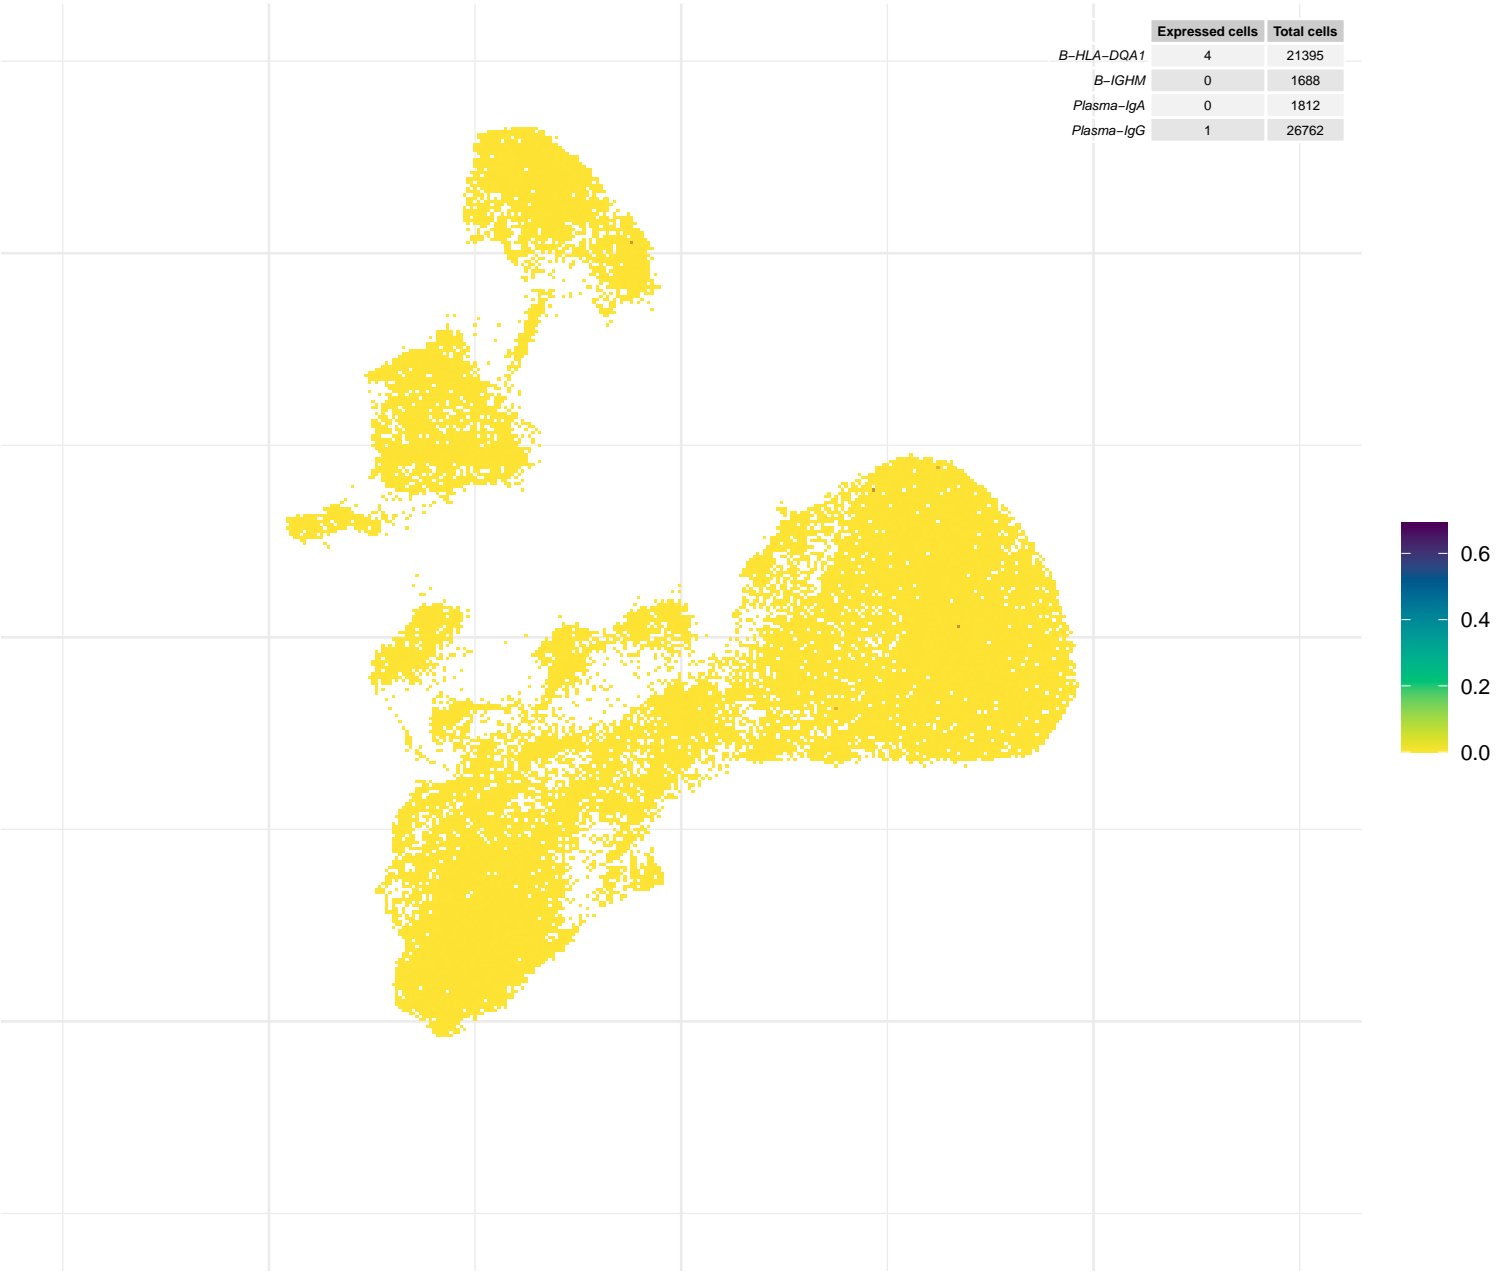 Expressed cells Total cells
B−HLA−DQA1 4 21395
B−IGHM 0 1688
Plasma−IgA 0 1812
Plasma−IgG 1 26762
0.6
0.4
0.2
0.0